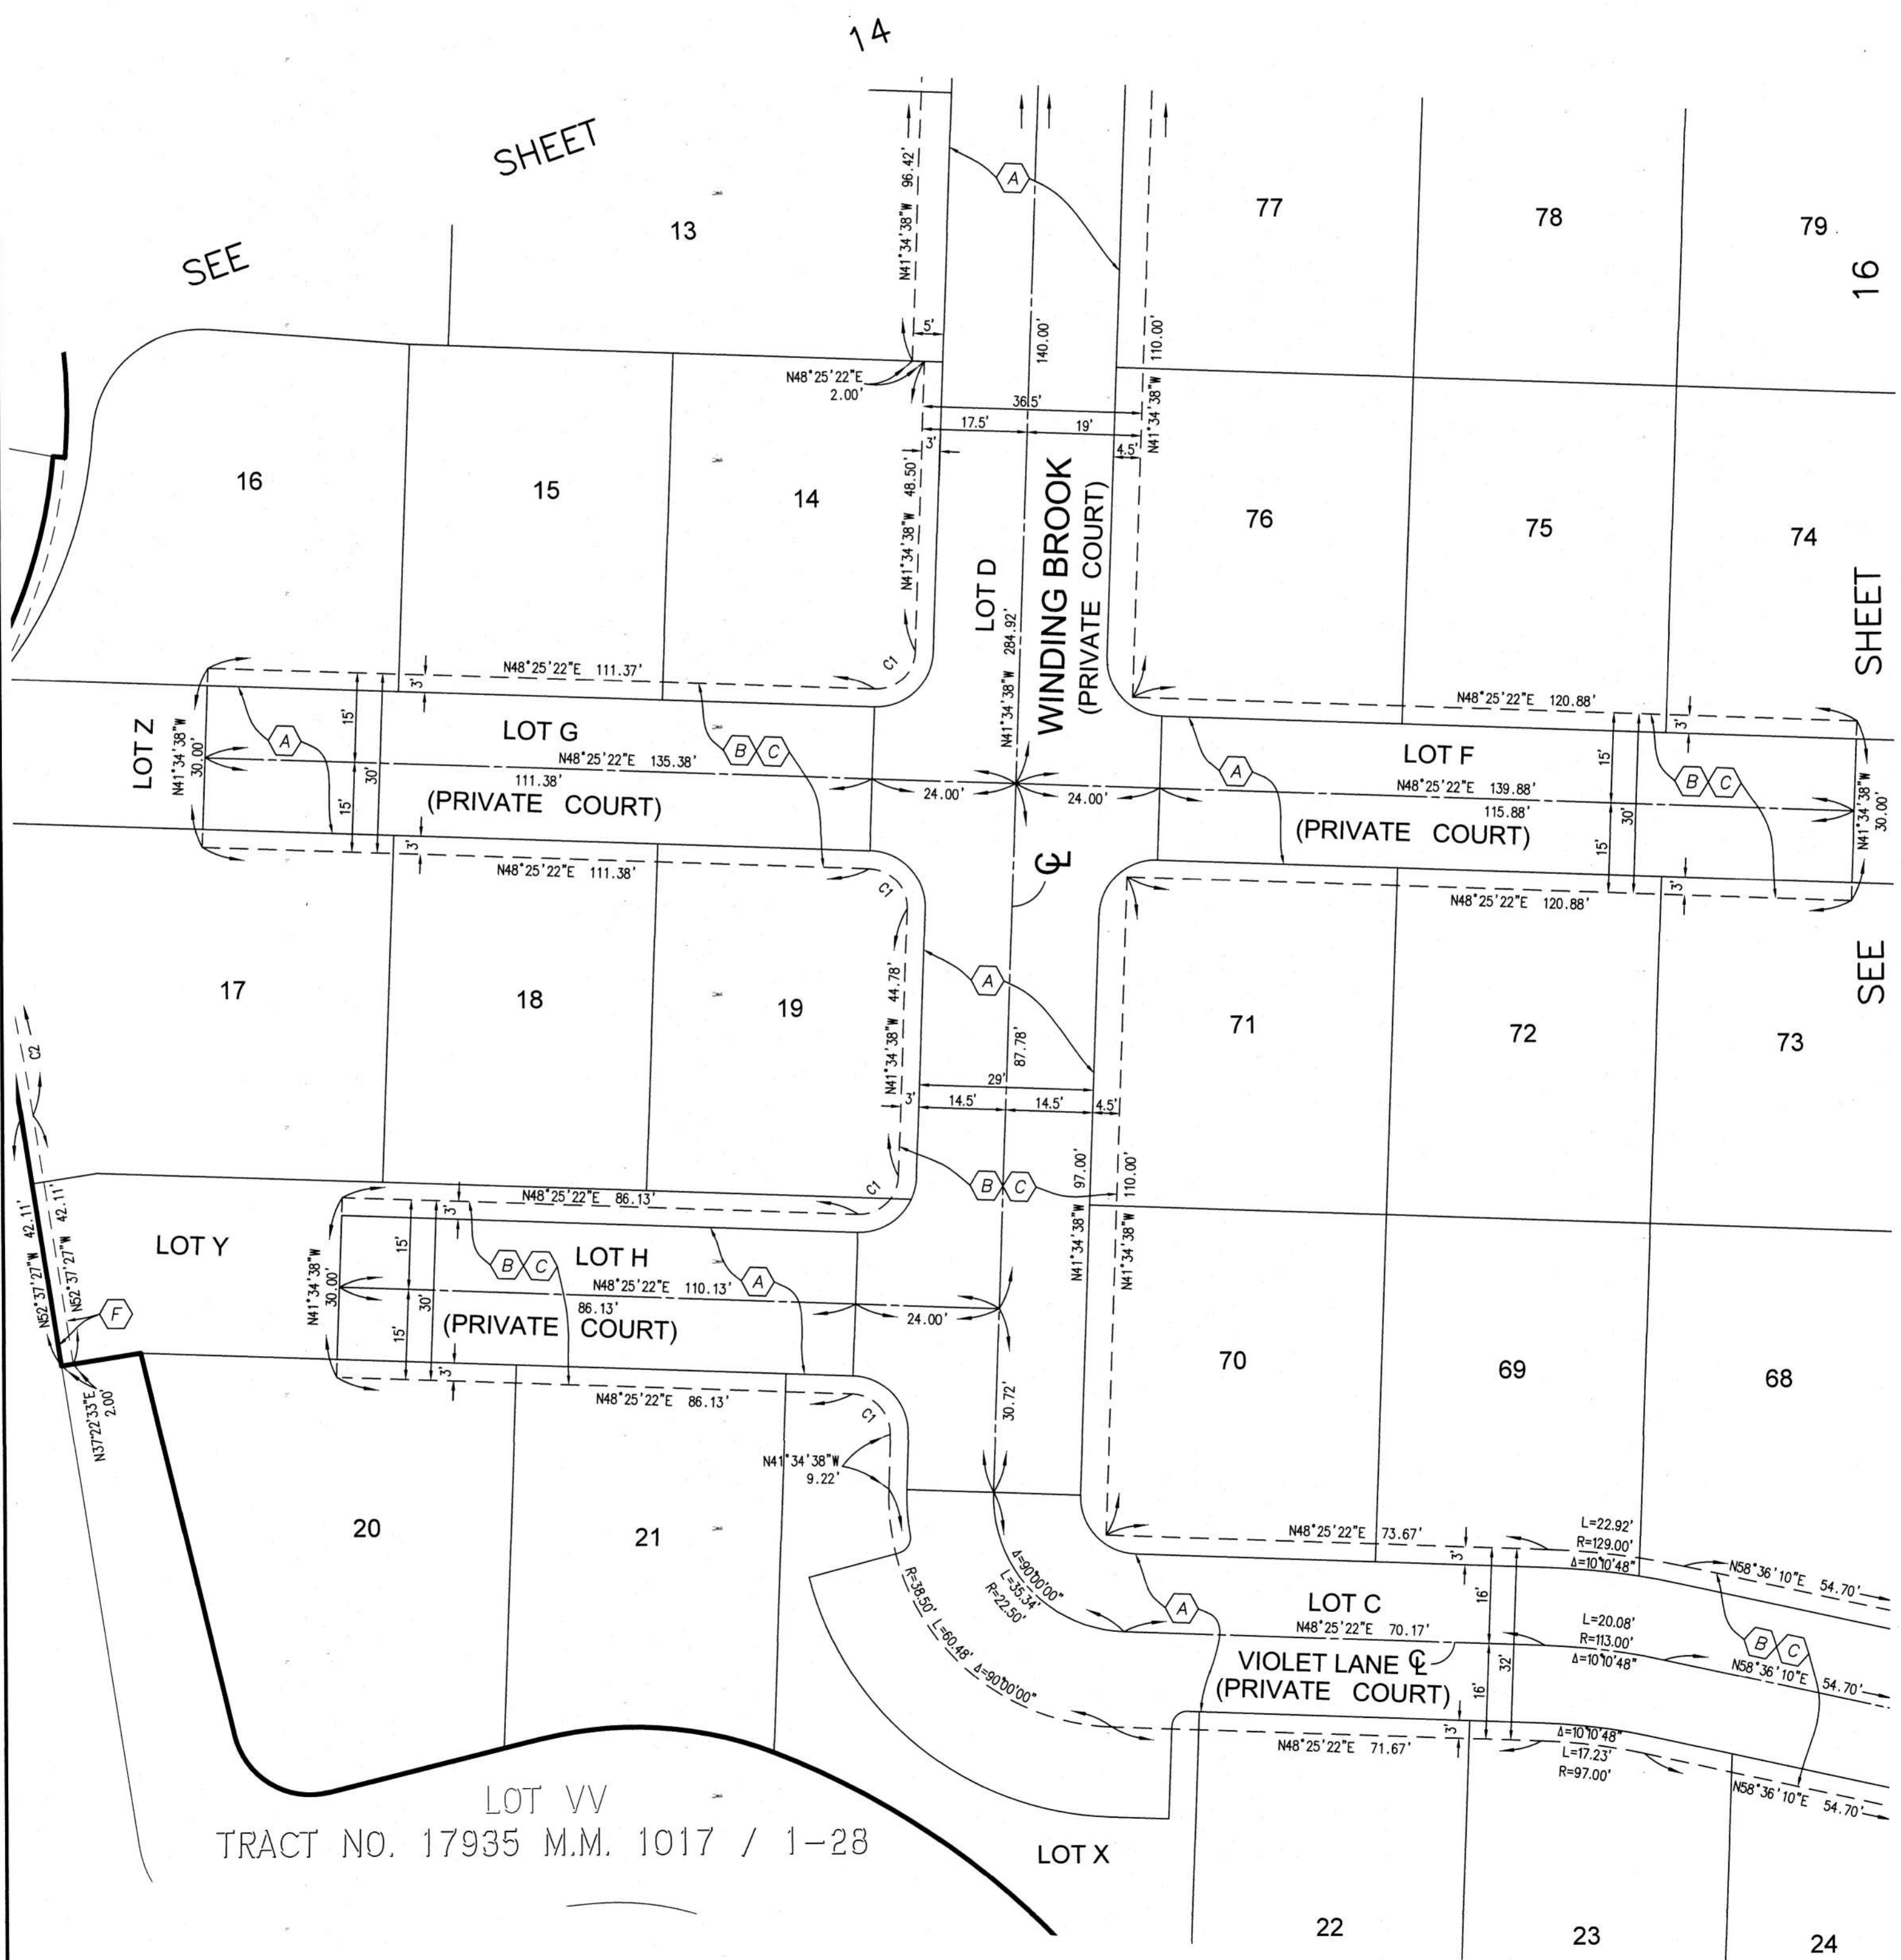 14
SHEET
SEE
13
N41°34'38"W 96.42'
A
140.00'
N41°34'38"W 110.00'
77
78
79
16
5'
N48°25'22"E
2.00'
36.5'
17.5'
19'
3'
4.5'
16
15
14
N41°34'38"W 48.50'
C1
LOT D
N41°34'38"W 284.92'
WINDING BROOK
(PRIVATE COURT)
76
75
74
SHEET
SEE
N48°25'22"E 111.37'
3'
LOT Z
N41°34'38"W
30.00'
A
15'
15'
30'
LOT G
N48°25'22"E 135.38'
111.38'
(PRIVATE COURT)
B C
24.00'
24.00'
3'
N48°25'22"E 111.38'
C1
N48°25'22"E 120.88'
3'
A
LOT F
N48°25'22"E 139.88'
115.88'
(PRIVATE COURT)
15'
15'
30'
B C
N41°34'38"W
30.00'
N48°25'22"E 120.88'
3'
CL
17
18
19
N41°34'38"W 44.78'
A
87.78'
71
72
73
29'
3'
14.5'
14.5'
4.5'
C2
B C
N41°34'38"W 97.00'
N41°34'38"W 110.00'
C1
N48°25'22"E 86.13'
3'
LOT Y
N52°37'27"W 42.11'
N52°37'27"W 42.11'
F
N37°22'33"E
2.00'
N41°34'38"W
30.00'
15'
15'
30'
B C
LOT H
N48°25'22"E 110.13'
86.13'
(PRIVATE COURT)
A
24.00'
3'
N48°25'22"E 86.13'
C1
30.72'
70
69
68
N41°34'38"W
9.22'
20
21
N48°25'22"E 73.67'
3'
L=22.92'
R=129.00'
Δ=10°10'48"
N58°36'10"E 54.70'
Δ=90°00'00"
L=35.34'
R=22.50'
R=38.50' L=60.48' Δ=90°00'00"
A
LOT C
N48°25'22"E 70.17'
VIOLET LANE CL
(PRIVATE COURT)
16'
16'
32'
L=20.08'
R=113.00'
Δ=10°10'48"
B C
N58°36'10"E 54.70'
3'
N48°25'22"E 71.67'
Δ=10°10'48"
L=17.23'
R=97.00'
N58°36'10"E 54.70'
LOT VV
TRACT NO. 17935 M.M. 1017 / 1-28
LOT X
22
23
24